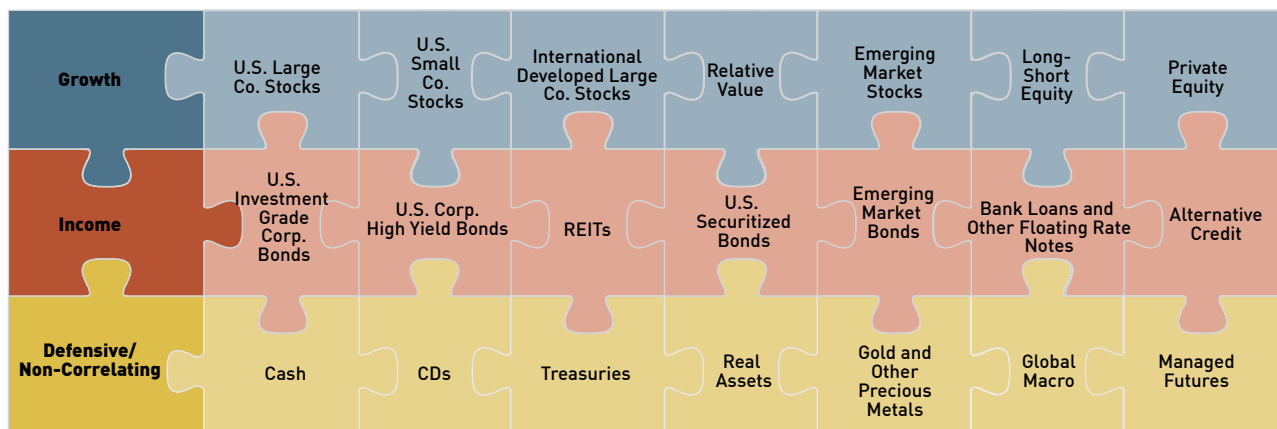 Growth
U.S. Large
Co. Stocks
U.S.
Small
Co.
Stocks
International
Developed Large
Co. Stocks
Relative
Value
Emerging
Market
Stocks
Long-
Short
Equity
Private
Equity
Income
U.S.
Investment
Grade
Corp.
Bonds
U.S. Corp.
High Yield Bonds
REITs
U.S.
Securitized
Bonds
Emerging
Market
Bonds
Bank Loans and
Other Floating Rate
Notes
Alternative
Credit
Defensive/
Non-Correlating
Cash
CDs
Treasuries
Real
Assets
Gold and
Other
Precious
Metals
Global
Macro
Managed
Futures